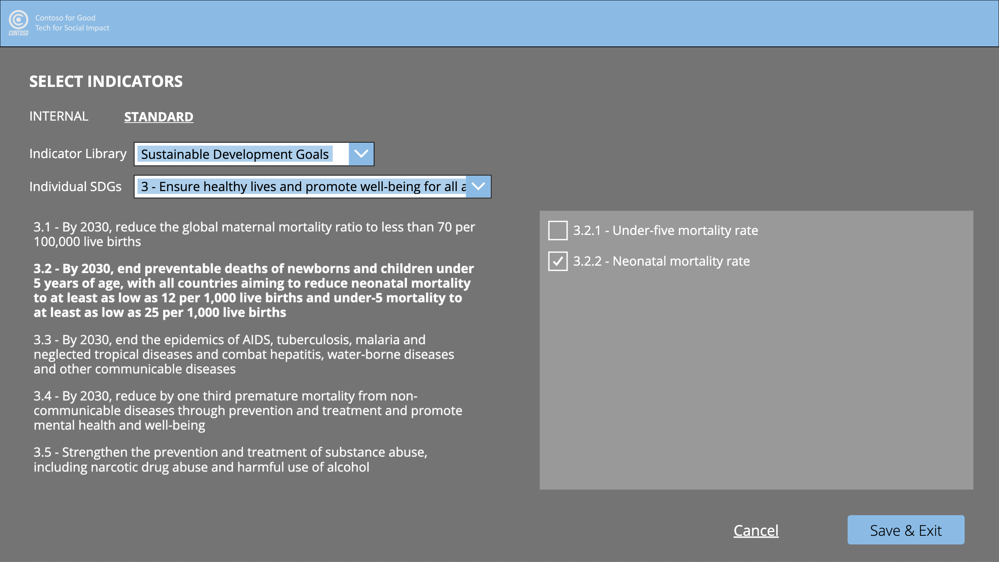 Contoso for Good
Tech for Social Impact
CONTOSO
SELECT INDICATORS
INTERNAL STANDARD
Indicator Library Sustainable Development Goals
Individual SDGs 3 - Ensure healthy lives and promote well-being for all a
3.1 - By 2030, reduce the global maternal mortality ratio to less than 70 per
100,000 live births
3.2 - By 2030, end preventable deaths of newborns and children under
5 years of age, with all countries aiming to reduce neonatal mortality
to at least as low as 12 per 1,000 live births and under-5 mortality to
at least as low as 25 per 1,000 live births
3.3 - By 2030, end the epidemics of AIDS, tuberculosis, malaria and
neglected tropical diseases and combat hepatitis, water-borne diseases
and other communicable diseases
3.4 - By 2030, reduce by one third premature mortality from non-
communicable diseases through prevention and treatment and promote
mental health and well-being
3.5 - Strengthen the prevention and treatment of substance abuse,
including narcotic drug abuse and harmful use of alcohol
3.2.1 - Under-five mortality rate
3.2.2 - Neonatal mortality rate
Cancel
Save & Exit